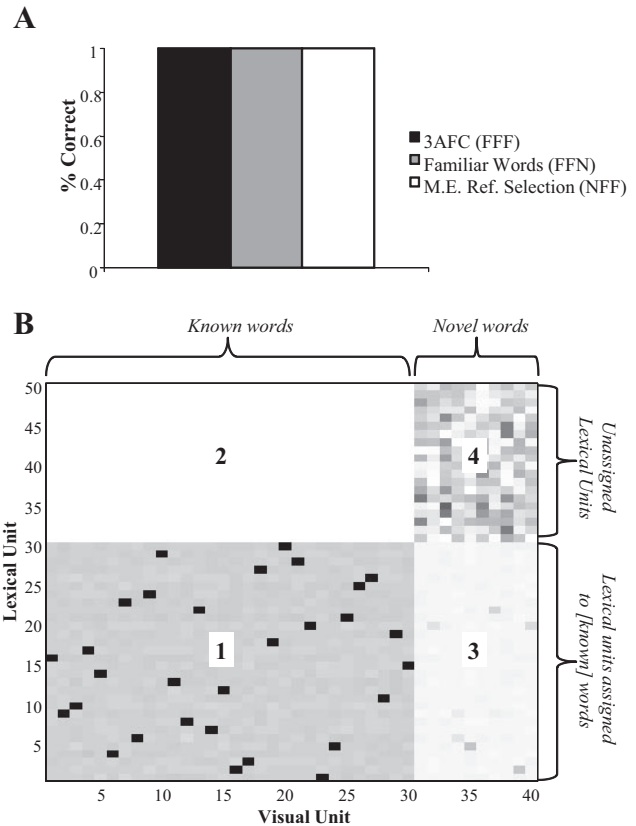 A
1
0.8
0.6
0.4
0.2
0
% Correct
3AFC (FFF)
Familiar Words (FFN)
M.E. Ref. Selection (NFF)
B
Known words
Novel words
50
45
40
35
30
25
20
15
10
5
Lexical Unit
2
4
1
3
Unassigned
Lexical Units
Lexical units assigned
to [known] words
5
10
15
20
25
30
35
40
Visual Unit